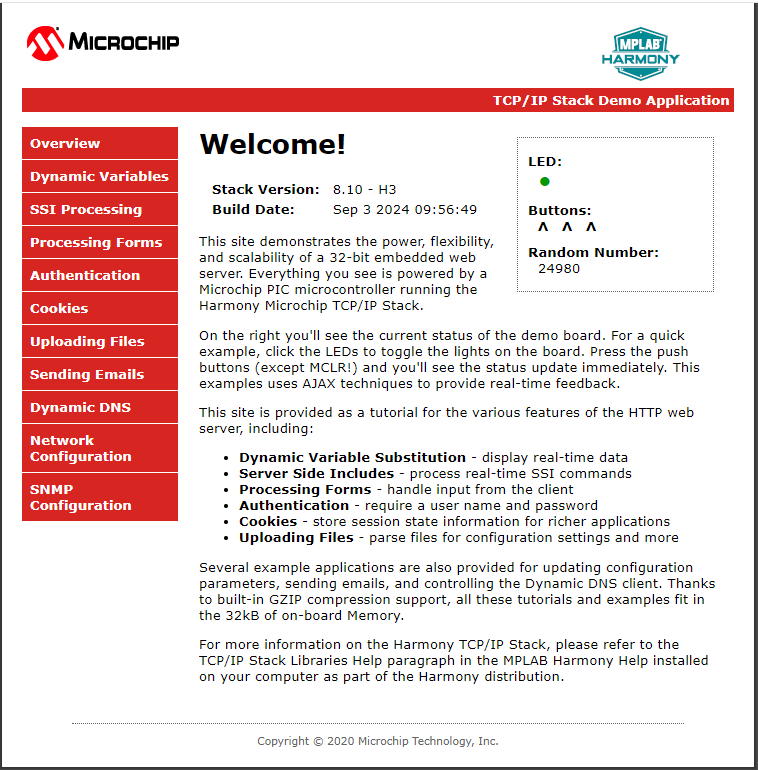 MICROCHIP
MPLAB®
HARMONY
TCP/IP Stack Demo Application
Overview
Dynamic Variables
SSI Processing
Processing Forms
Authentication
Cookies
Uploading Files
Sending Emails
Dynamic DNS
Network
Configuration
SNMP
Configuration
Welcome!
Stack Version: 8.10 - H3
Build Date: Sep 3 2024 09:56:49
LED:
Buttons:
Λ Λ Λ
Random Number:
24980
This site demonstrates the power, flexibility,
and scalability of a 32-bit embedded web
server. Everything you see is powered by a
Microchip PIC microcontroller running the
Harmony Microchip TCP/IP Stack.
On the right you'll see the current status of the demo board. For a quick
example, click the LEDs to toggle the lights on the board. Press the push
buttons (except MCLR!) and you'll see the status update immediately. This
examples uses AJAX techniques to provide real-time feedback.
This site is provided as a tutorial for the various features of the HTTP web
server, including:
• Dynamic Variable Substitution - display real-time data
• Server Side Includes - process real-time SSI commands
• Processing Forms - handle input from the client
• Authentication - require a user name and password
• Cookies - store session state information for richer applications
• Uploading Files - parse files for configuration settings and more
Several example applications are also provided for updating configuration
parameters, sending emails, and controlling the Dynamic DNS client. Thanks
to built-in GZIP compression support, all these tutorials and examples fit in
the 32kB of on-board Memory.
For more information on the Harmony TCP/IP Stack, please refer to the
TCP/IP Stack Libraries Help paragraph in the MPLAB Harmony Help installed
on your computer as part of the Harmony distribution.
Copyright © 2020 Microchip Technology, Inc.